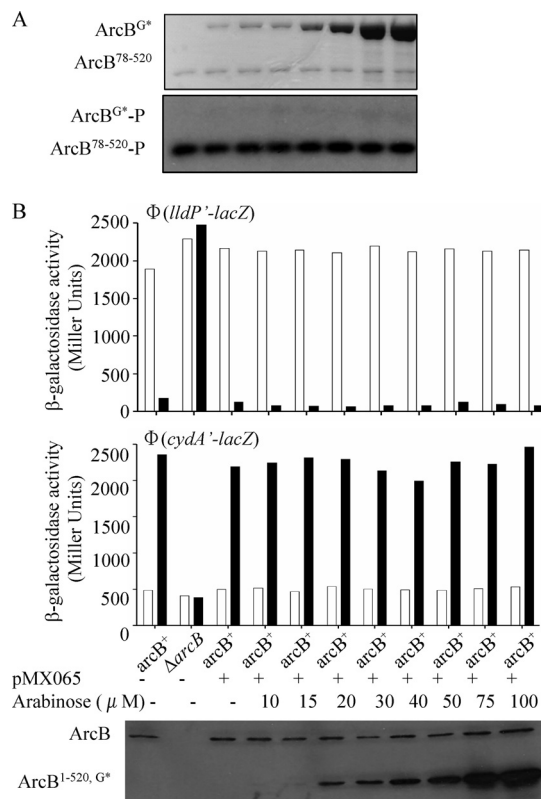 A
ArcB^G*
ArcB^78-520
ArcB^G*-P
ArcB^78-520-P
B
Φ(lldP’-lacZ)
β-galactosidase activity
(Miller Units)
2500
2000
1500
1000
500
0
Φ(cydA’-lacZ)
β-galactosidase activity
(Miller Units)
2500
2000
1500
1000
500
0
arcB+ ΔarcB arcB+ arcB+ arcB+ arcB+ arcB+ arcB+ arcB+ arcB+ arcB+
pMX065 - - + + + + + + + + +
Arabinose (μM) - - - 10 15 20 30 40 50 75 100
ArcB
ArcB^1-520, G*